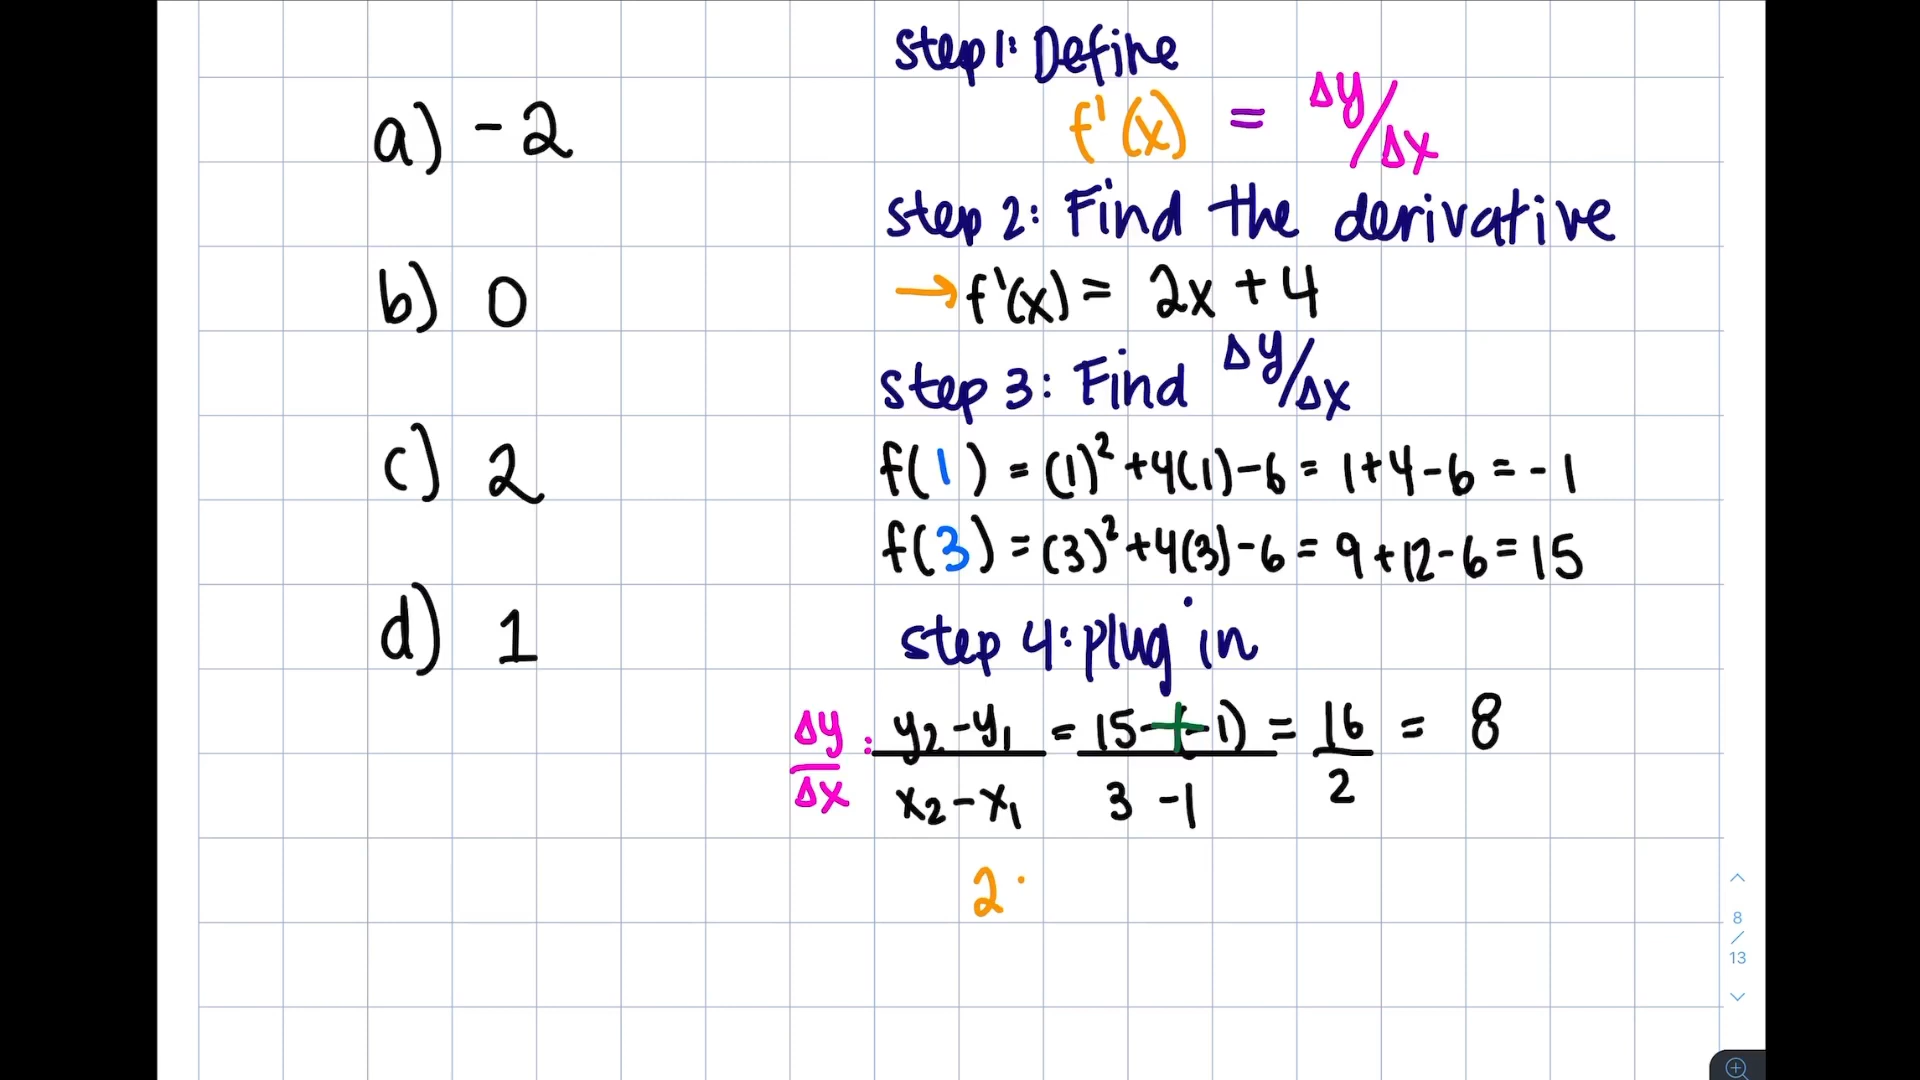 a) -2
b) 0
c) 2
d) 1
Step 1: Define
f'(x) = Δy/Δx
Step 2: Find the derivative
→ f'(x) = 2x + 4
Step 3: Find Δy/Δx
f(1) = (1)² + 4(1) - 6 = 1 + 4 - 6 = -1
f(3) = (3)² + 4(3) - 6 = 9 + 12 - 6 = 15
Step 4: plug in
Δy/Δx : y₂ - y₁ / x₂ - x₁ = 15 - (-1) / 3 - 1 = 16/2 = 8
2
8
/
13